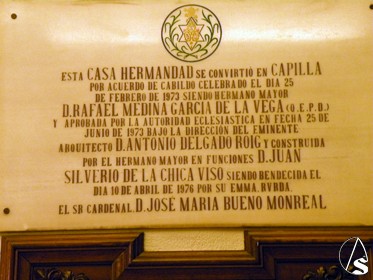 ESTA CASA HERMANDAD SE CONVIRTIÓ EN CAPILLA
POR ACUERDO DE CABILDO CELEBRADO EL DIA 25
DE FEBRERO DE 1973 SIENDO HERMANO MAYOR
D.RAFAEL MEDINA GARCIA DE LA VEGA (Q.E.P.D.)
Y APROBADA POR LA AUTORIDAD ECLESIASTICA EN FECHA 25 DE
JUNIO DE 1973 BAJO LA DIRECCIÓN DEL EMINENTE
ARQUITECTO D.ANTONIO DELGADO ROIG Y CONSTRUIDA
POR EL HERMANO MAYOR EN FUNCIONES D.JUAN
SILVERIO DE LA CHICA VISO SIENDO BENDECIDA EL
DIA 10 DE ABRIL DE 1976 POR SU EMMA. RVRDA.
EL SR CARDENAL D.JOSE MARIA BUENO MONREAL